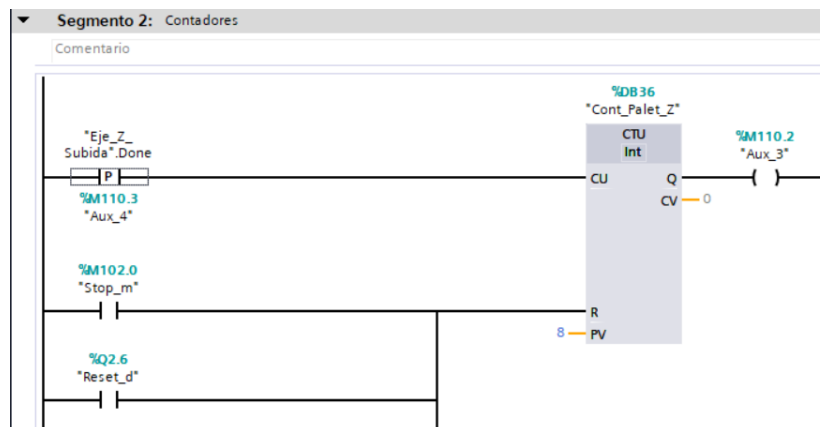 Segmento 2: Contadores
Comentario
%DB36
"Cont_Palet_Z"
"Eje_Z_
Subida".Done
P
%M110.3
"Aux_4"
CTU
Int
CU
Q
CV
0
%M110.2
"Aux_3"
%M102.0
"Stop_m"
R
8
PV
%Q2.6
"Reset_d"